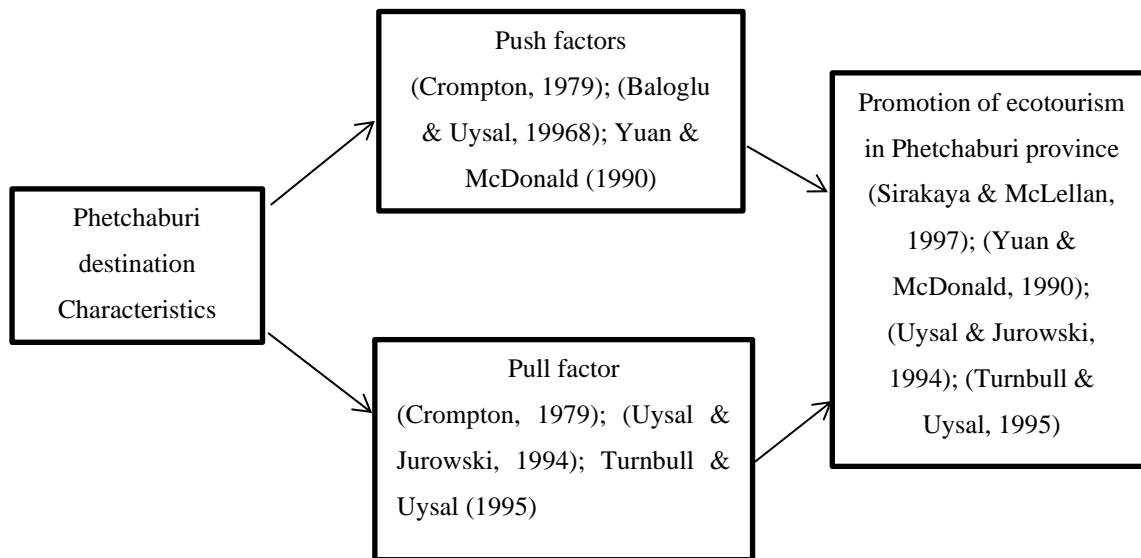 Phetchaburi
destination
Characteristics
Push factors
(Crompton, 1979); (Baloglu
& Uysal, 19968); Yuan &
McDonald (1990)
Pull factor
(Crompton, 1979); (Uysal &
Jurowski, 1994); Turnbull &
Uysal (1995)
Promotion of ecotourism
in Phetchaburi province
(Sirakaya & McLellan,
1997); (Yuan &
McDonald, 1990);
(Uysal & Jurowski,
1994); (Turnbull &
Uysal, 1995)